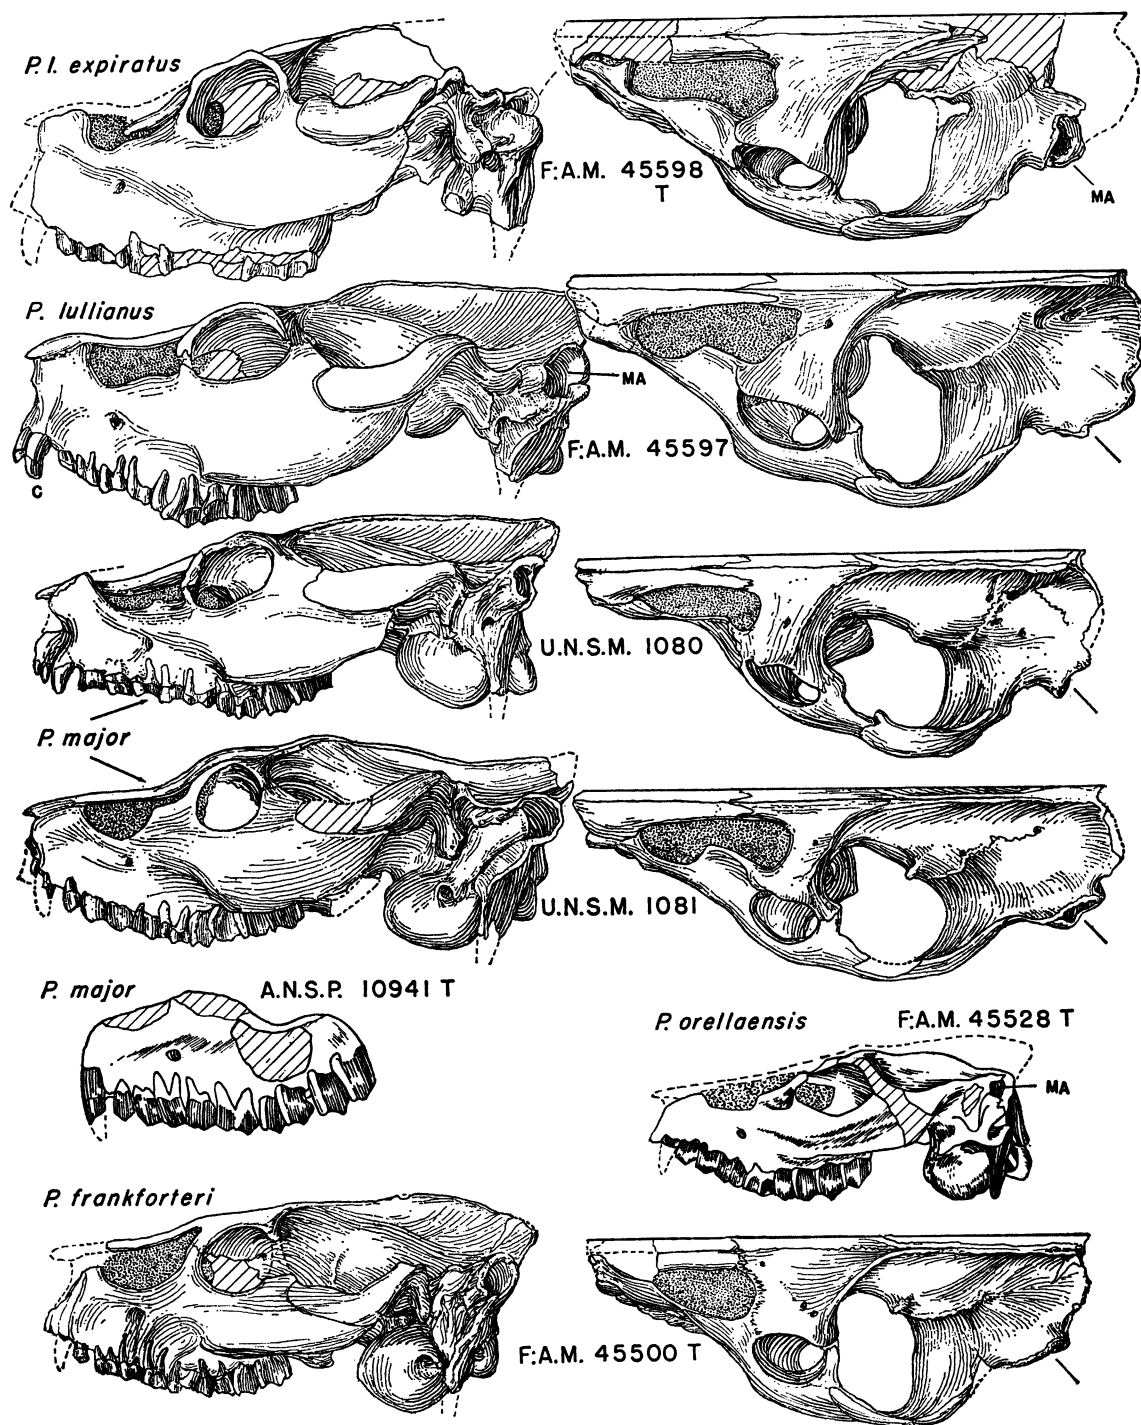 P. l. expiratus
F:A.M. 45598
T
MA
P. lullianus
MA
F:A.M. 45597
C
U.N.S.M. 1080
P. major
U.N.S.M. 1081
P. major
A.N.S.P. 10941 T
P. orellaensis
F:A.M. 45528 T
MA
P. frankforteri
F:A.M. 45500 T